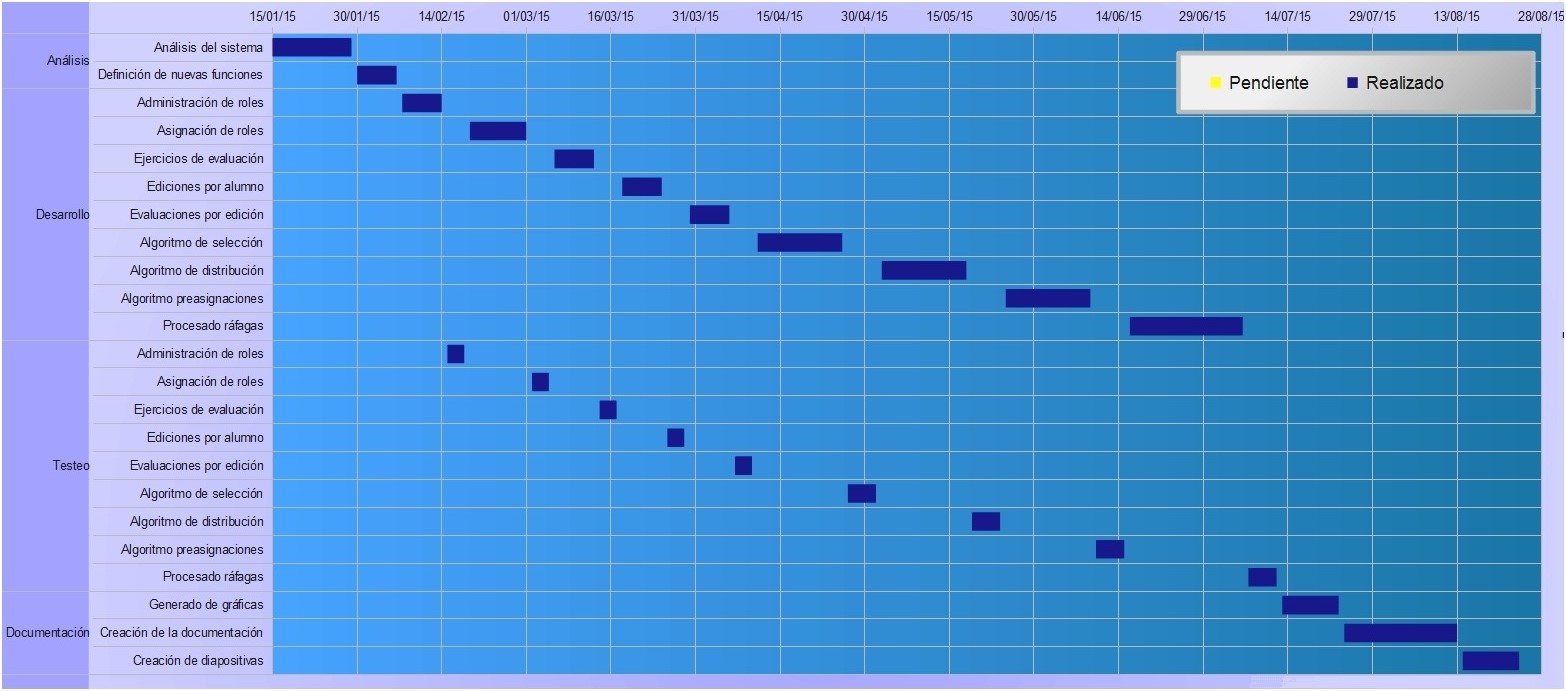 15/01/15 30/01/15 14/02/15 01/03/15 16/03/15 31/03/15 15/04/15 30/04/15 15/05/15 30/05/15 14/06/15 29/06/15 14/07/15 29/07/15 13/08/15 28/08/15
Pendiente Realizado
Análisis
Análisis del sistema
Definición de nuevas funciones
Desarrollo
Administración de roles
Asignación de roles
Ejercicios de evaluación
Ediciones por alumno
Evaluaciones por edición
Algoritmo de selección
Algoritmo de distribución
Algoritmo preasignaciones
Procesado ráfagas
Testeo
Administración de roles
Asignación de roles
Ejercicios de evaluación
Ediciones por alumno
Evaluaciones por edición
Algoritmo de selección
Algoritmo de distribución
Algoritmo preasignaciones
Procesado ráfagas
Documentación
Generado de gráficas
Creación de la documentación
Creación de diapositivas